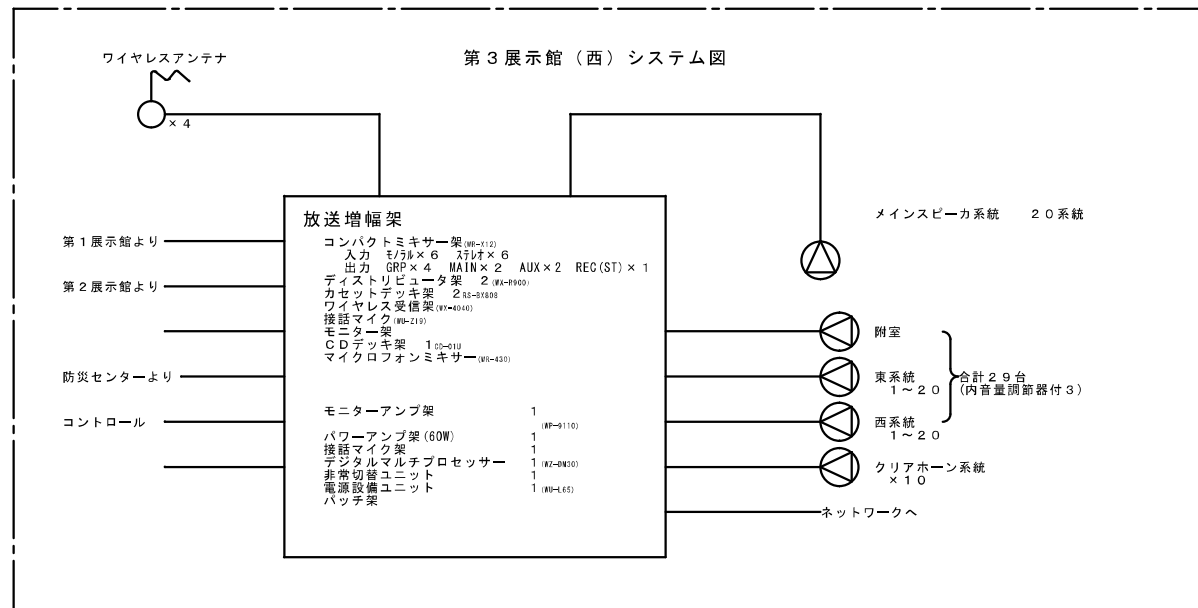 ワイヤレスアンテナ
×４
第３展示館（西）システム図
メインスピーカ系統　２０系統
放送増幅架
コンパクトミキサー架(WR-X12)
入力　モノラル×６　ステレオ×６
出力　GRP×４　MAIN×２　AUX×２　REC(ST)×１
ディストリビュータ架　２(WX-R900)
カセットデッキ架　２RS-BX808
ワイヤレス受信架(WX-4040)
接話マイク(WU-Z19)
モニター架
ＣＤデッキ架　１CD-01U
マイクロフォンミキサー(WR-430)
モニターアンプ架　１
(WP-9110)
パワーアンプ架(60W)　１
接話マイク架　１
デジタルマルチプロセッサー　１(WZ-DM30)
非常切替ユニット　１
電源設備ユニット　１(WU-L65)
パッチ架
第１展示館より
第２展示館より
防災センターより
コントロール
附室
東系統
１～２０
西系統
１～２０
合計２９台
(内音量調節器付３)
クリアホーン系統
×１０
ネットワークへ